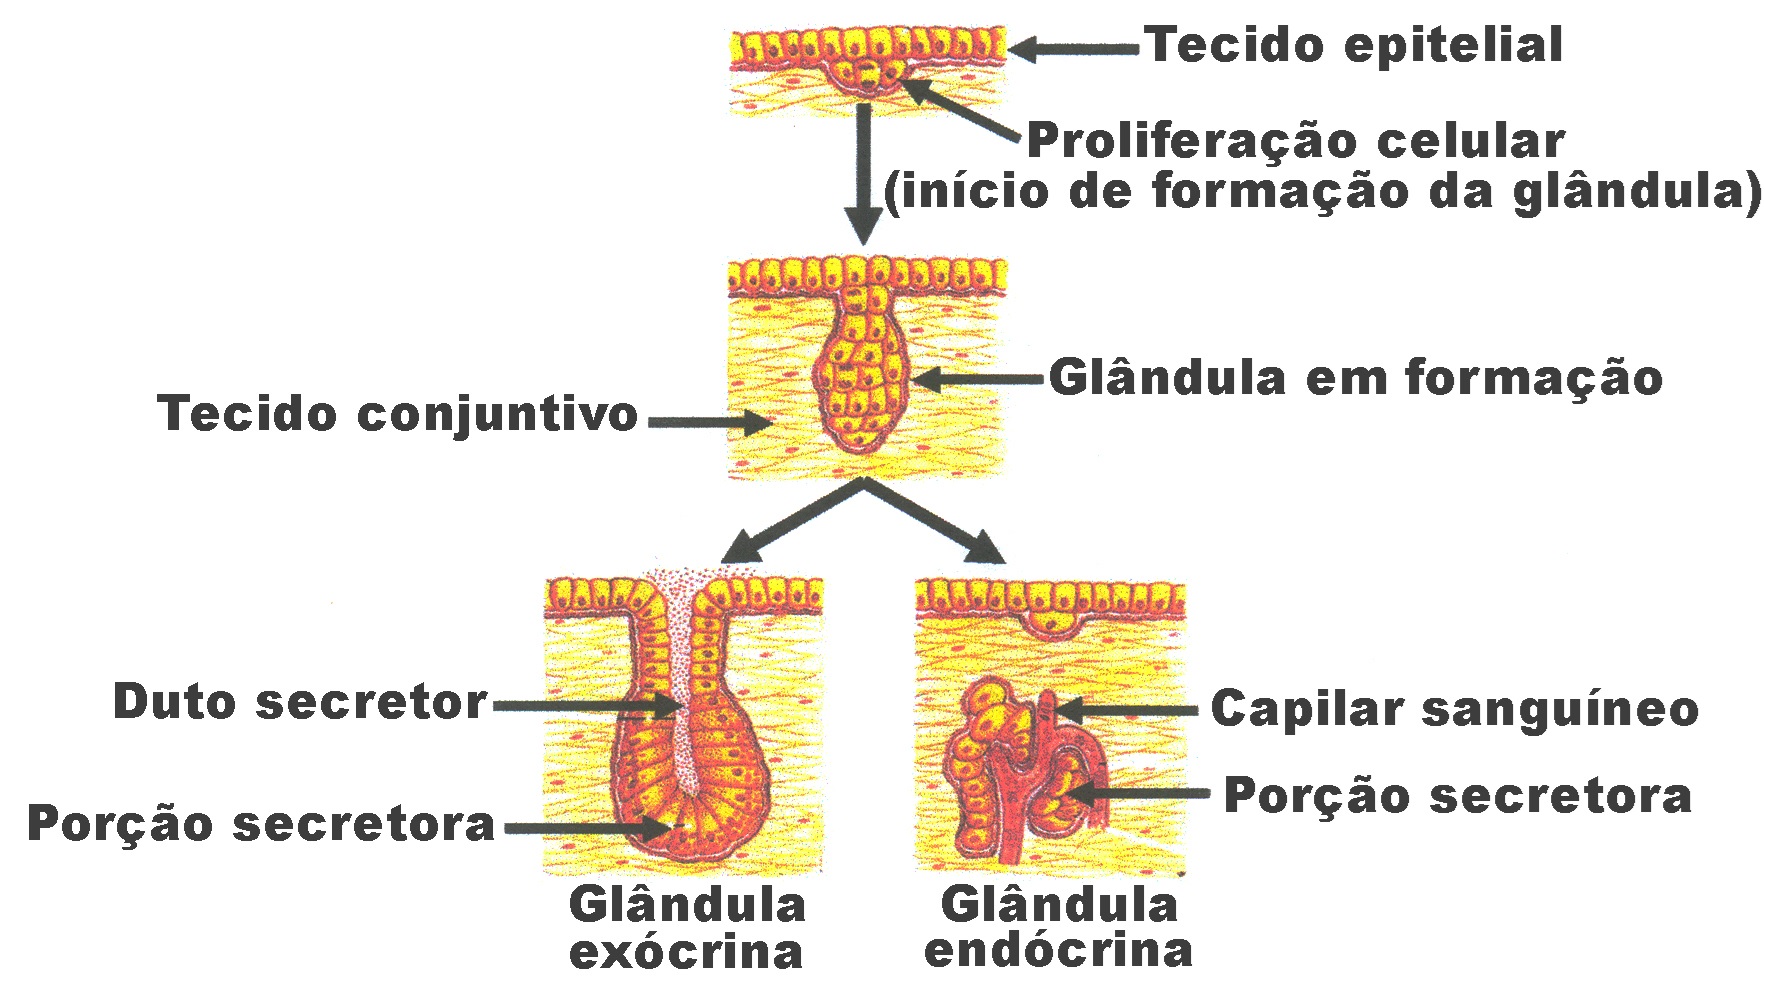 Tecido epitelial
Proliferação celular
(início de formação da glândula)
Glândula em formação
Tecido conjuntivo
Duto secretor
Capilar sanguíneo
Porção secretora
Porção secretora
Glândula
exócrina
Glândula
endócrina